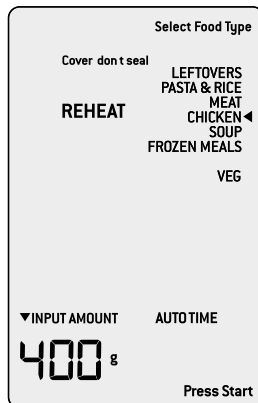 Select Food Type
Cover don t seal
LEFTOVERS
PASTA & RICE
MEAT
REHEAT
CHICKEN
SOUP
FROZEN MEALS
VEG
INPUT AMOUNT AUTO TIME
400 g
Press Start